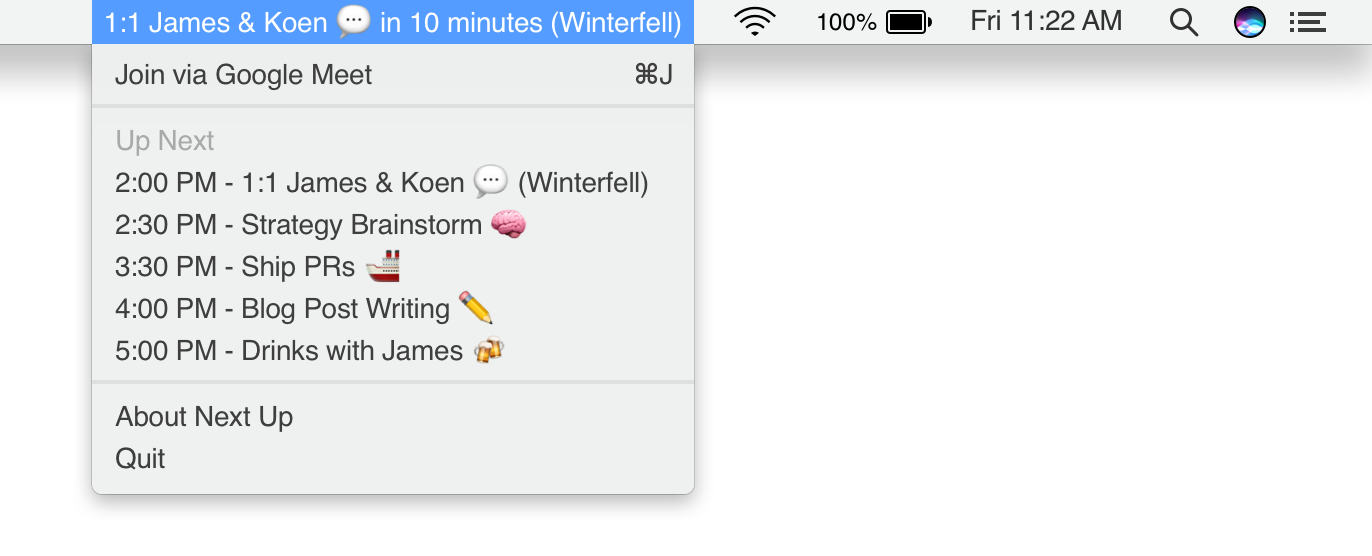 1:1 James & Koen 💬 in 10 minutes (Winterfell) 100% Fri 11:22 AM
Join via Google Meet ⌘J
Up Next
2:00 PM - 1:1 James & Koen 💬 (Winterfell)
2:30 PM - Strategy Brainstorm 🧠
3:30 PM - Ship PRs 🚢
4:00 PM - Blog Post Writing ✏️
5:00 PM - Drinks with James 🍻
About Next Up
Quit